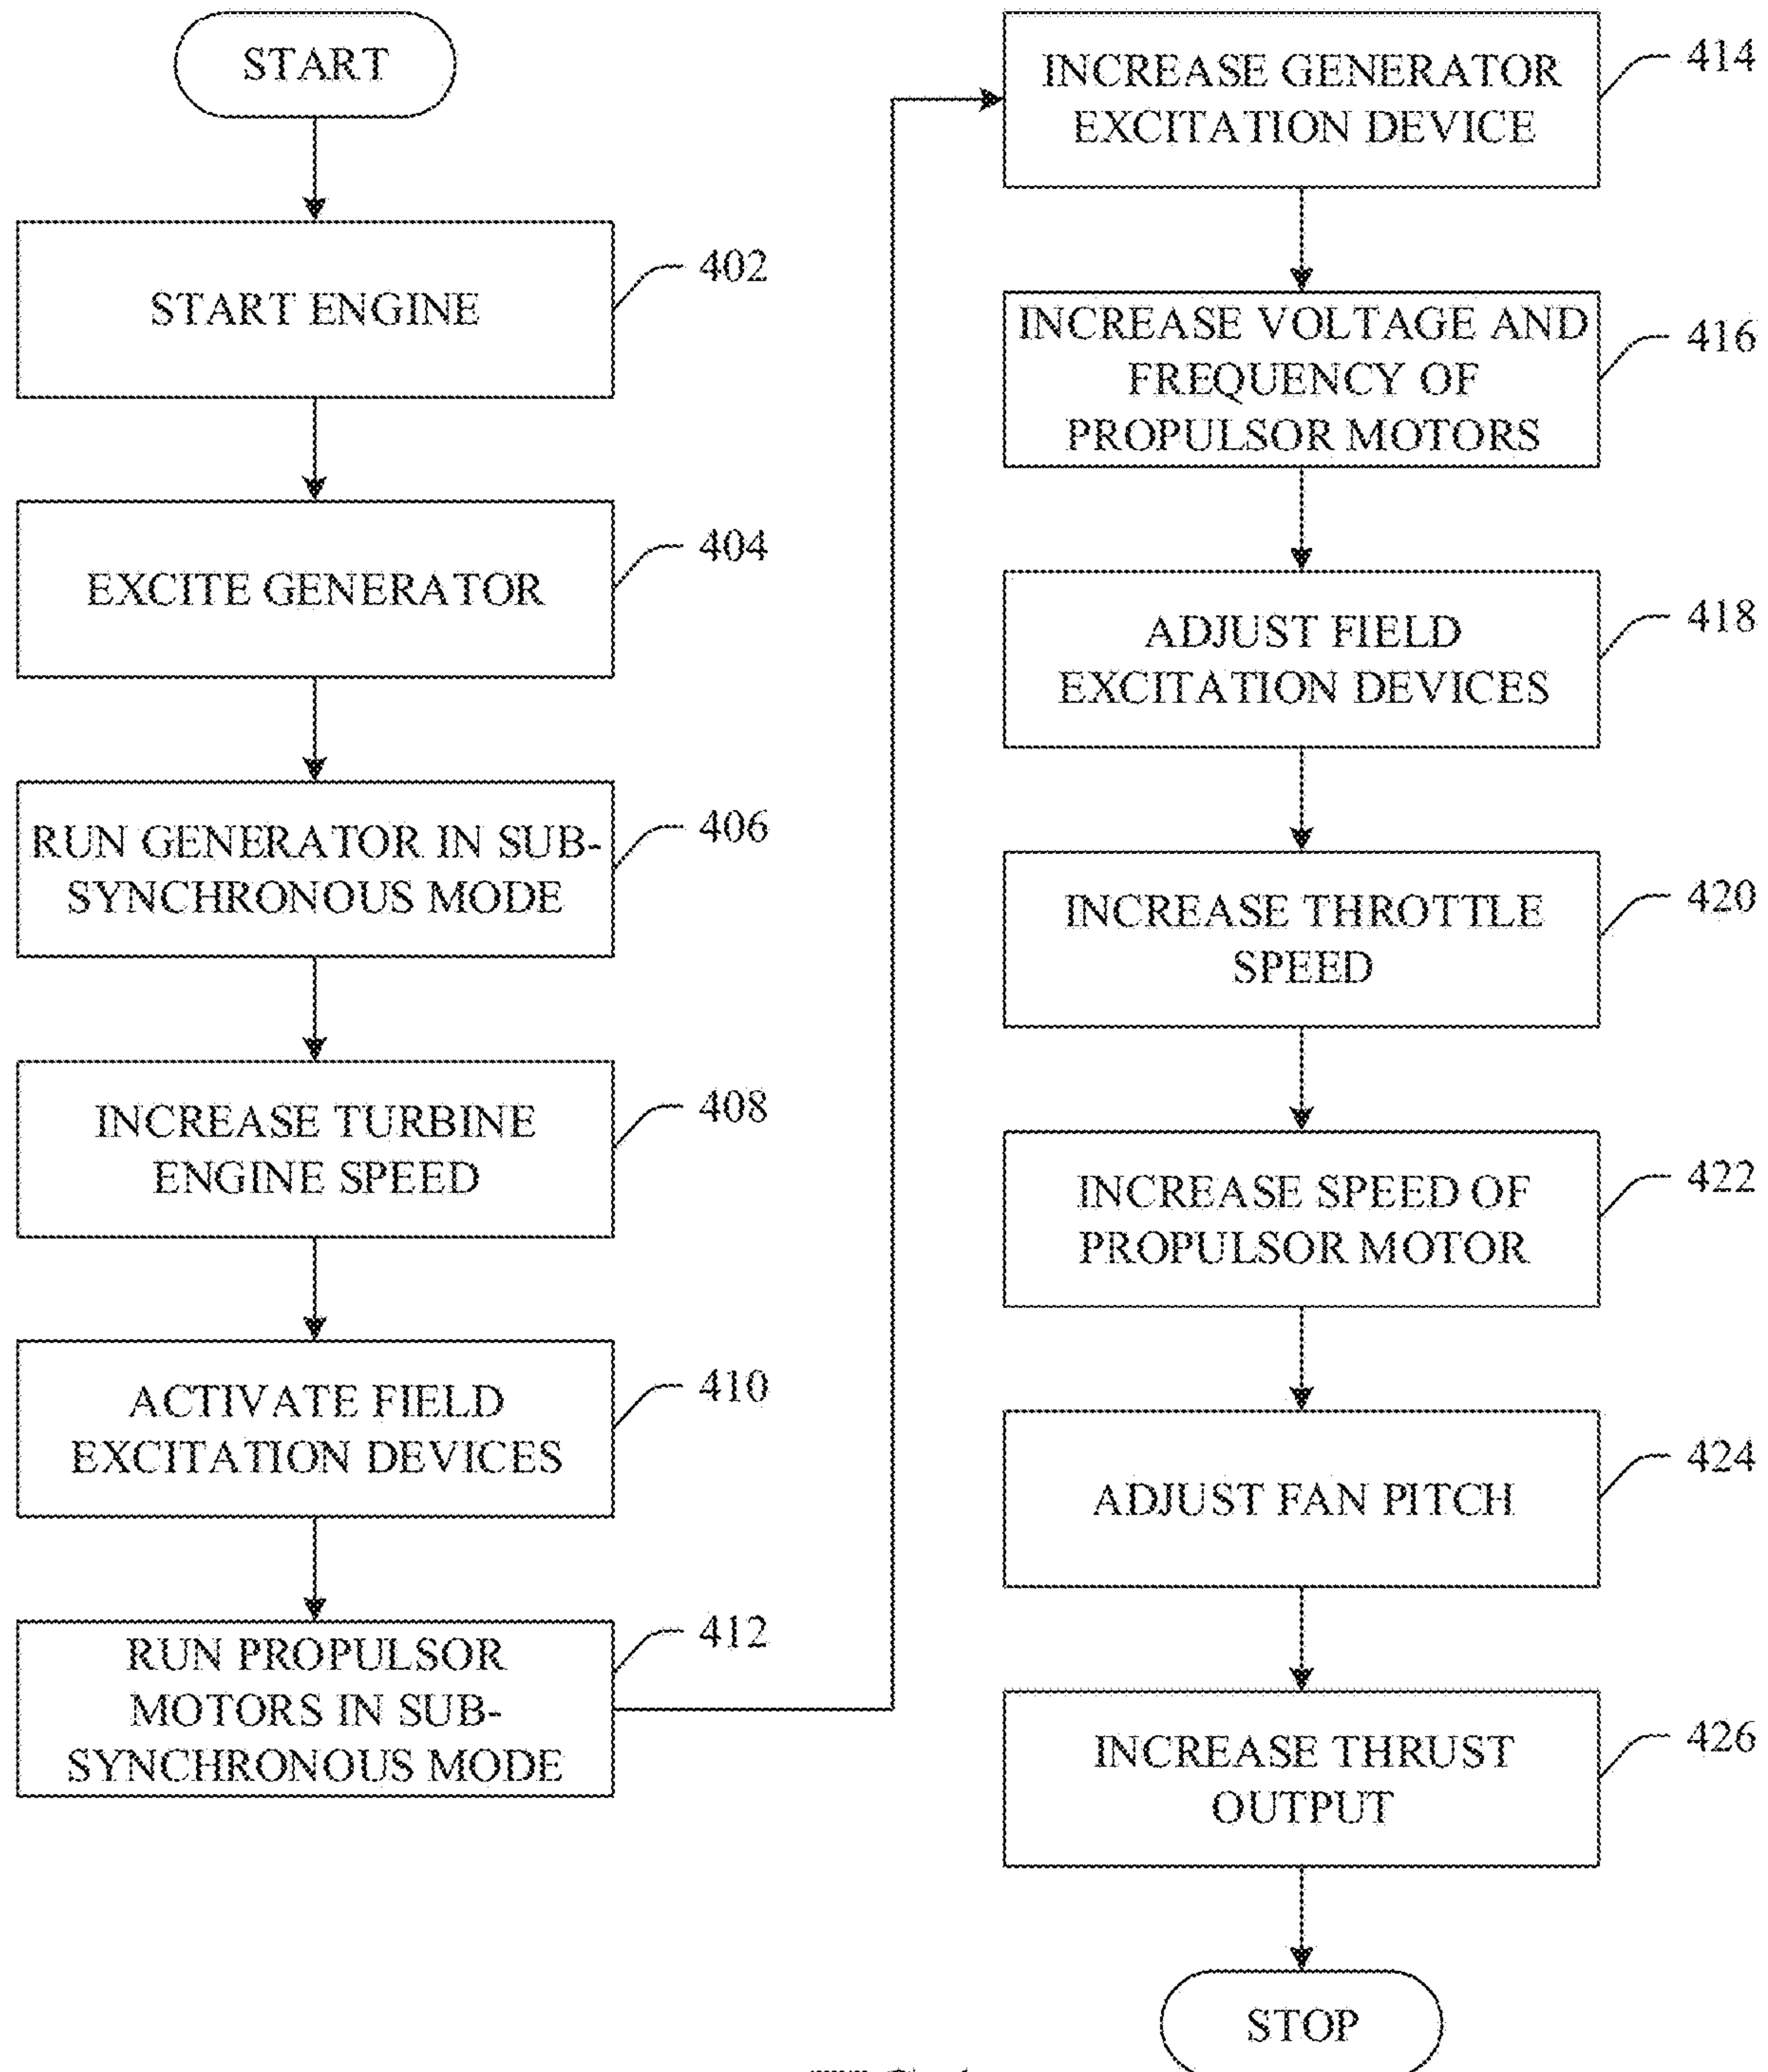 START
START ENGINE
402
EXCITE GENERATOR
404
RUN GENERATOR IN SUB-
SYNCHRONOUS MODE
406
INCREASE TURBINE
ENGINE SPEED
408
ACTIVATE FIELD
EXCITATION DEVICES
410
RUN PROPULSOR
MOTORS IN SUB-
SYNCHRONOUS MODE
412
INCREASE GENERATOR
EXCITATION DEVICE
414
INCREASE VOLTAGE AND
FREQUENCY OF
PROPULSOR MOTORS
416
ADJUST FIELD
EXCITATION DEVICES
418
INCREASE THROTTLE
SPEED
420
INCREASE SPEED OF
PROPULSOR MOTOR
422
ADJUST FAN PITCH
424
INCREASE THRUST
OUTPUT
426
STOP